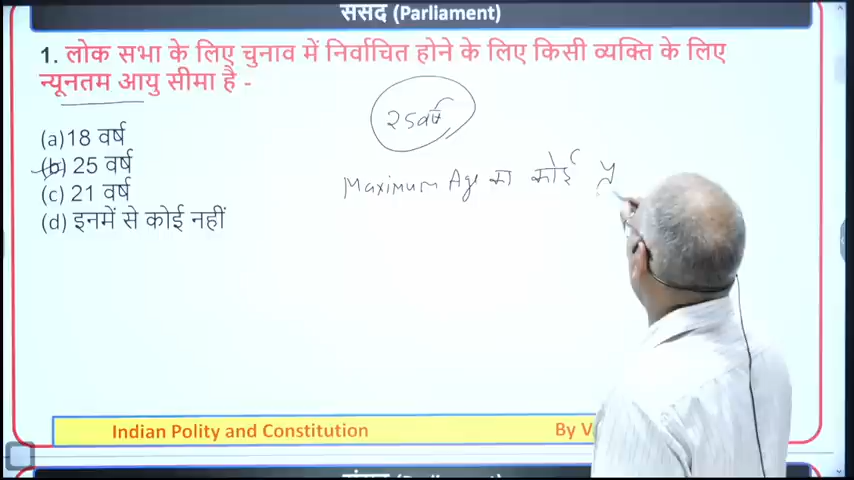 संसद (Parliament)
1. लोक सभा के लिए चुनाव में निर्वाचित होने के लिए किसी व्यक्ति के लिए
न्यूनतम आयु सीमा है -
25 वर्ष
(a)18 वर्ष
(b) 25 वर्ष
(c) 21 वर्ष
(d) इनमें से कोई नहीं
Maximum Age का कोई
Indian Polity and Constitution
By V
(Parliament)